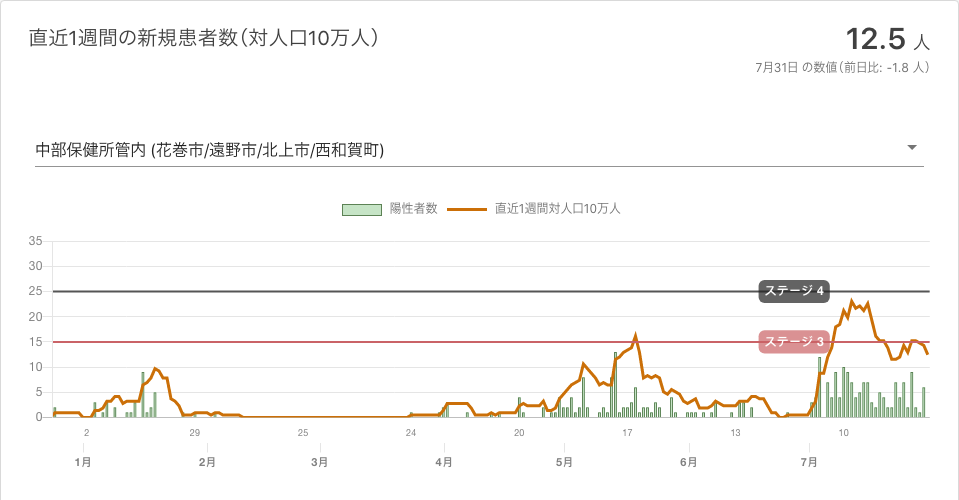 直近1週間の新規患者数(対人口10万人)
12.5 人
7月31日 の数値(前日比: -1.8 人)
中部保健所管内 (花巻市/遠野市/北上市/西和賀町)
陽性者数 直近1週間対人口10万人
35
30
25
20
15
10
5
0
ステージ 4
ステージ 3
2 29 25 24 20 17 13 10
1月 2月 3月 4月 5月 6月 7月